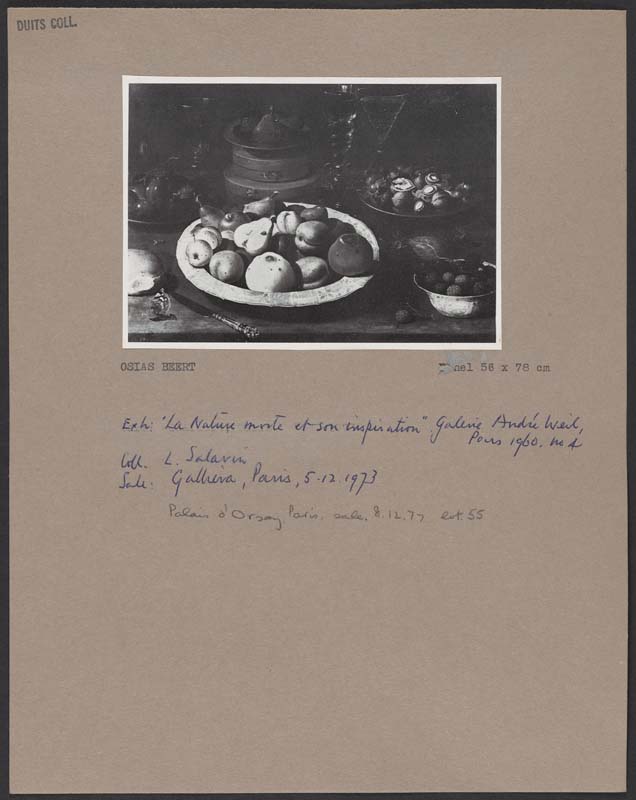 DUITS COLL.
OSIAS BEERT
nel 56 x 78 cm
Exh: "La Nature morte et son inspiration". Galerie André Weil,
Paris 1960. no 4
Coll. L. Salavin
Sale: Galliera, Paris, 5.12.1973
Palais d'Orsay Paris. sale. 8.12.77 lot 55